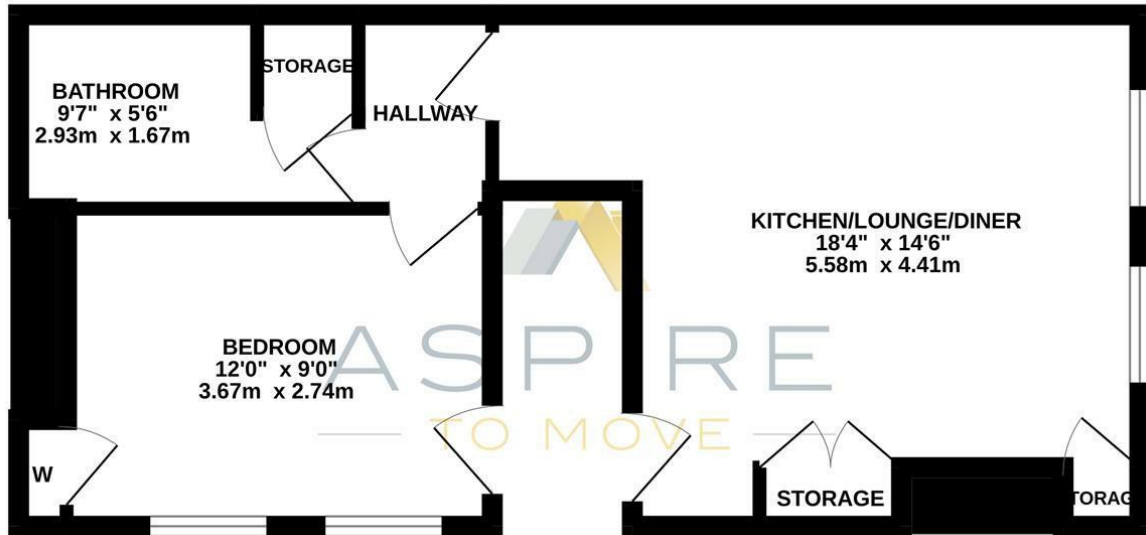 BATHROOM
9'7" x 5'6"
2.93m x 1.67m
STORAGE
HALLWAY
KITCHEN/LOUNGE/DINER
18'4" x 14'6"
5.58m x 4.41m
BEDROOM
12'0" x 9'0"
3.67m x 2.74m
ASPIRE
TO MOVE
W
STORAGE
TORAG